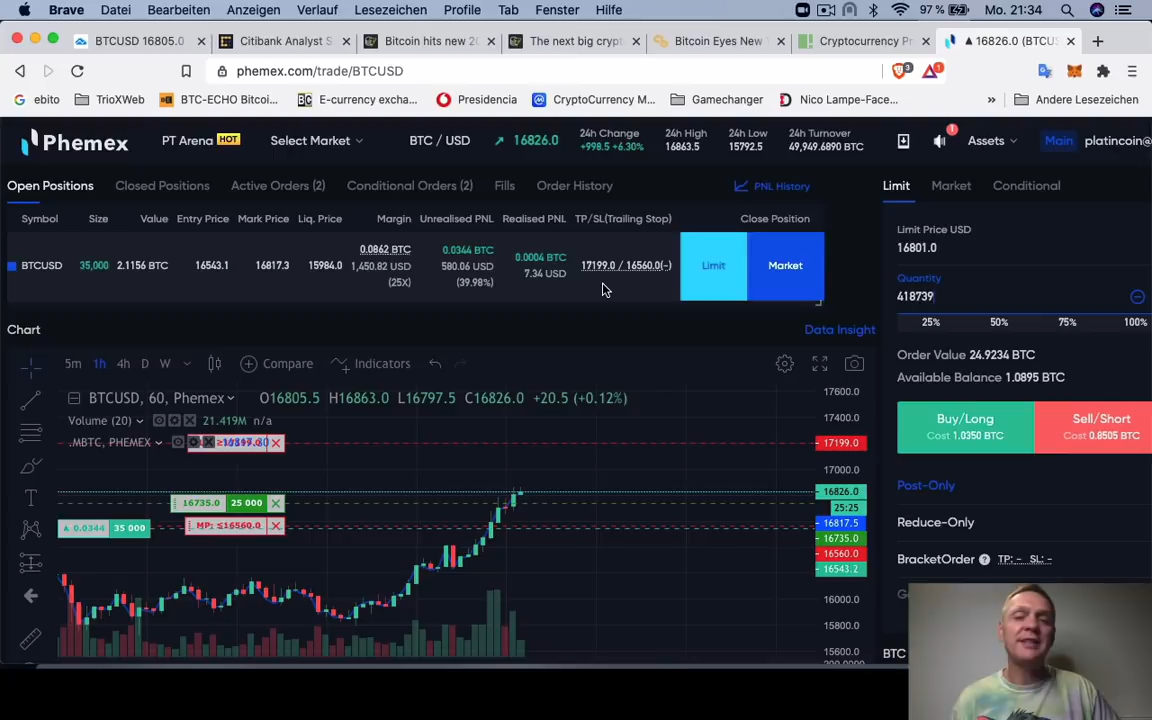 Brave Datei Bearbeiten Anzeigen Verlauf Lesezeichen Profile Tab Fenster Hilfe 97 % Mo. 21:34
BTCUSD 16805.0 Citibank Analyst S Bitcoin hits new 2 The next big crypt Bitcoin Eyes New Cryptocurrency P ▲ 16826.0 (BTCUS
phemex.com/trade/BTCUSD 3 1
ebito TrioXWeb BTC-ECHO Bitcoi... E-currency excha... Presidencia CryptoCurrency M... Gamechanger Nico Lampe-Face... » Andere Lesezeichen
Phemex PT Arena HOT Select Market BTC / USD 16826.0 24h Change 24h High 24h Low 24h Turnover 1 Assets Main platincoin@
+998.5 +6.30% 16863.5 15792.5 49,949.6890 BTC
Open Positions Closed Positions Active Orders (2) Conditional Orders (2) Fills Order History PNL History
Symbol Size Value Entry Price Mark Price Liq. Price Margin Unrealised PNL Realised PNL TP/SL(Trailing Stop) Close Position
BTCUSD 35,000 2.1156 BTC 16543.1 16817.3 15984.0 0.0862 BTC 0.0344 BTC 0.0004 BTC 17199.0 / 16560.0(-) Limit Market
1,450.82 USD 580.06 USD 7.34 USD
(25X) (39.98%)
Chart Data Insight
5m 1h 4h D W Compare Indicators
BTCUSD, 60, Phemex O16805.5 H16863.0 L16797.5 C16826.0 +20.5 (+0.12%)
Volume (20) 21.419M n/a
.MBTC, PHEMEX
16735.0 25 000
▲ 0.0344 35 000 MP: ≤16560.0
17600.0
17400.0
17199.0
17000.0
16826.0
25:25
16817.5
16735.0
16560.0
16543.2
16000.0
15800.0
15600.0
Limit Market Conditional
Limit Price USD
16801.0
Quantity
418739
25% 50% 75% 100%
Order Value 24.9234 BTC
Available Balance 1.0895 BTC
Buy/Long Sell/Short
Cost 1.0350 BTC Cost 0.8505 BTC
Post-Only
Reduce-Only
BracketOrder ? TP: – SL: –
BTC